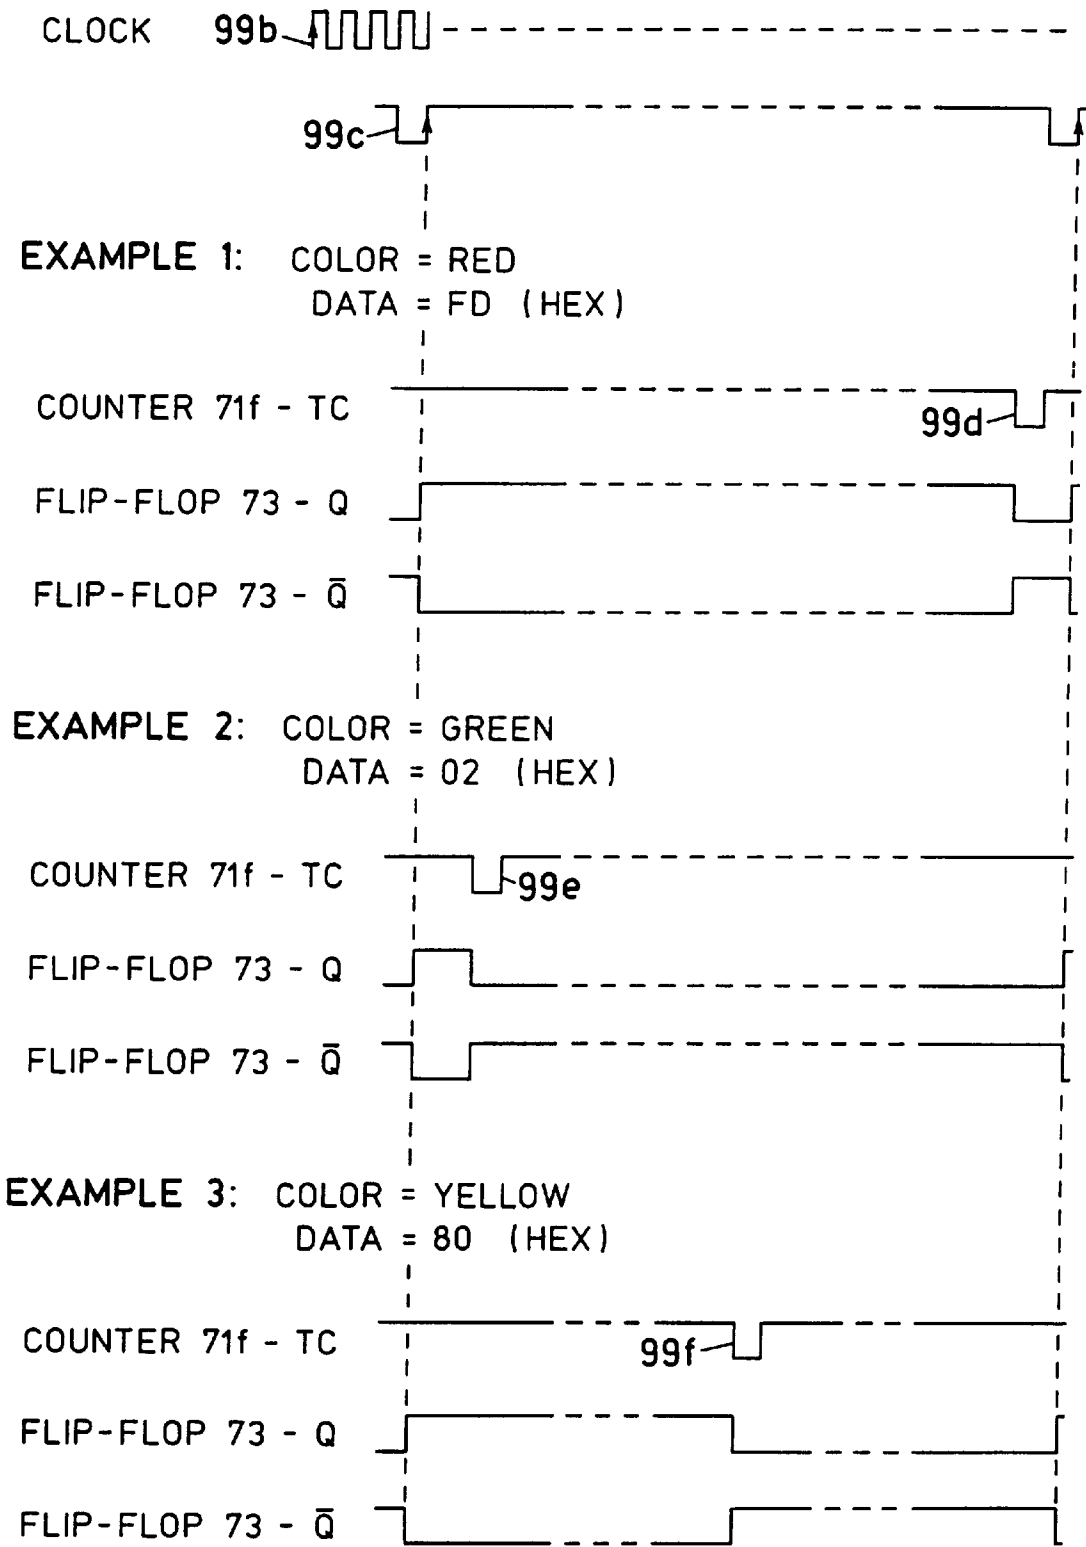 CLOCK 99b
99c
EXAMPLE 1: COLOR = RED
DATA = FD (HEX)
COUNTER 71f - TC
99d
FLIP-FLOP 73 - Q
FLIP-FLOP 73 - Q̅
EXAMPLE 2: COLOR = GREEN
DATA = 02 (HEX)
COUNTER 71f - TC
99e
FLIP-FLOP 73 - Q
FLIP-FLOP 73 - Q̅
EXAMPLE 3: COLOR = YELLOW
DATA = 80 (HEX)
COUNTER 71f - TC
99f
FLIP-FLOP 73 - Q
FLIP-FLOP 73 - Q̅